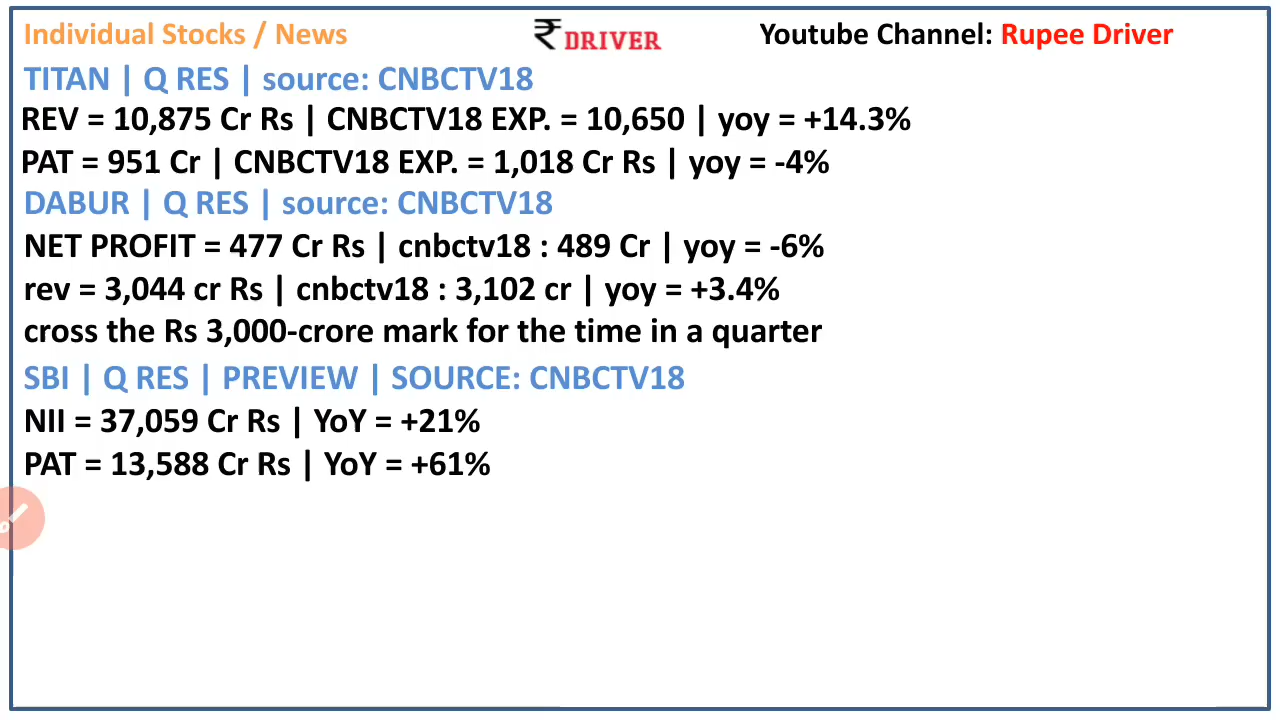 Individual Stocks / News
₹ DRIVER
Youtube Channel: Rupee Driver
TITAN | Q RES | source: CNBCTV18
REV = 10,875 Cr Rs | CNBCTV18 EXP. = 10,650 | yoy = +14.3%
PAT = 951 Cr | CNBCTV18 EXP. = 1,018 Cr Rs | yoy = -4%
DABUR | Q RES | source: CNBCTV18
NET PROFIT = 477 Cr Rs | cnbctv18 : 489 Cr | yoy = -6%
rev = 3,044 cr Rs | cnbctv18 : 3,102 cr | yoy = +3.4%
cross the Rs 3,000-crore mark for the time in a quarter
SBI | Q RES | PREVIEW | SOURCE: CNBCTV18
NII = 37,059 Cr Rs | YoY = +21%
PAT = 13,588 Cr Rs | YoY = +61%